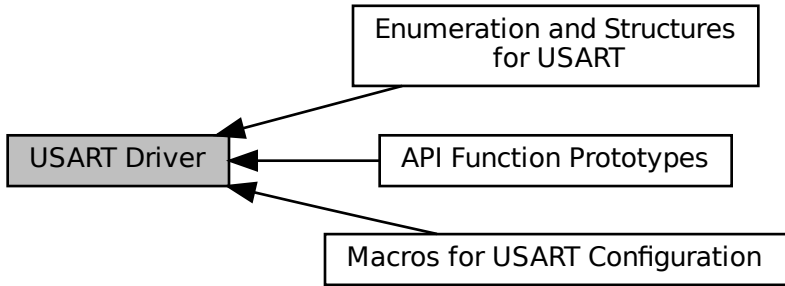 Enumeration and Structures
for USART
USART Driver
API Function Prototypes
Macros for USART Configuration